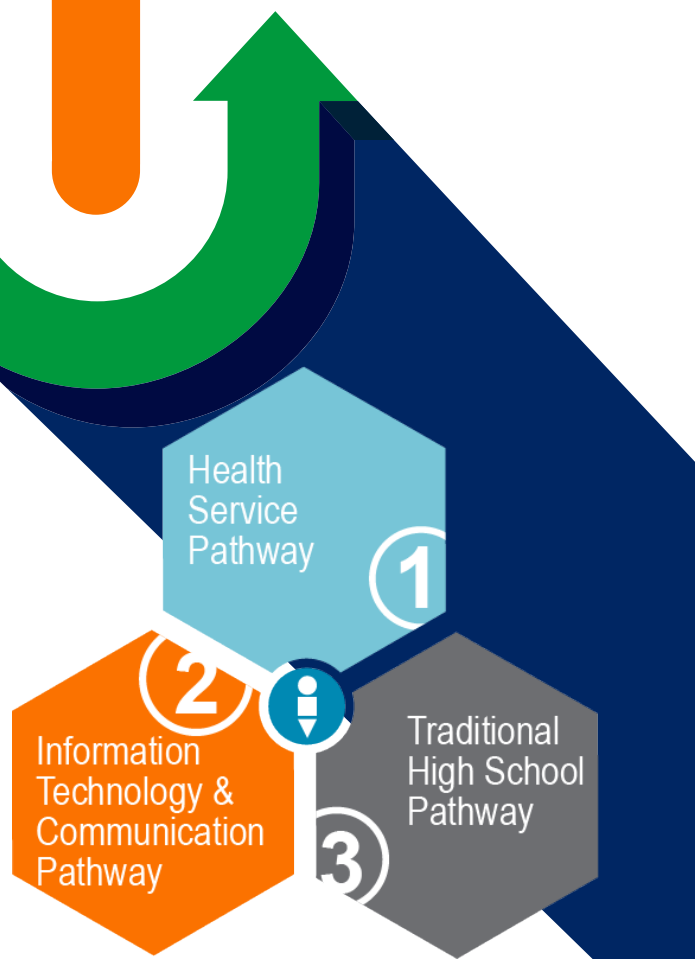 Health
Service
Pathway
1
2
Information
Technology &
Communication
Pathway
Traditional
High School
Pathway
3